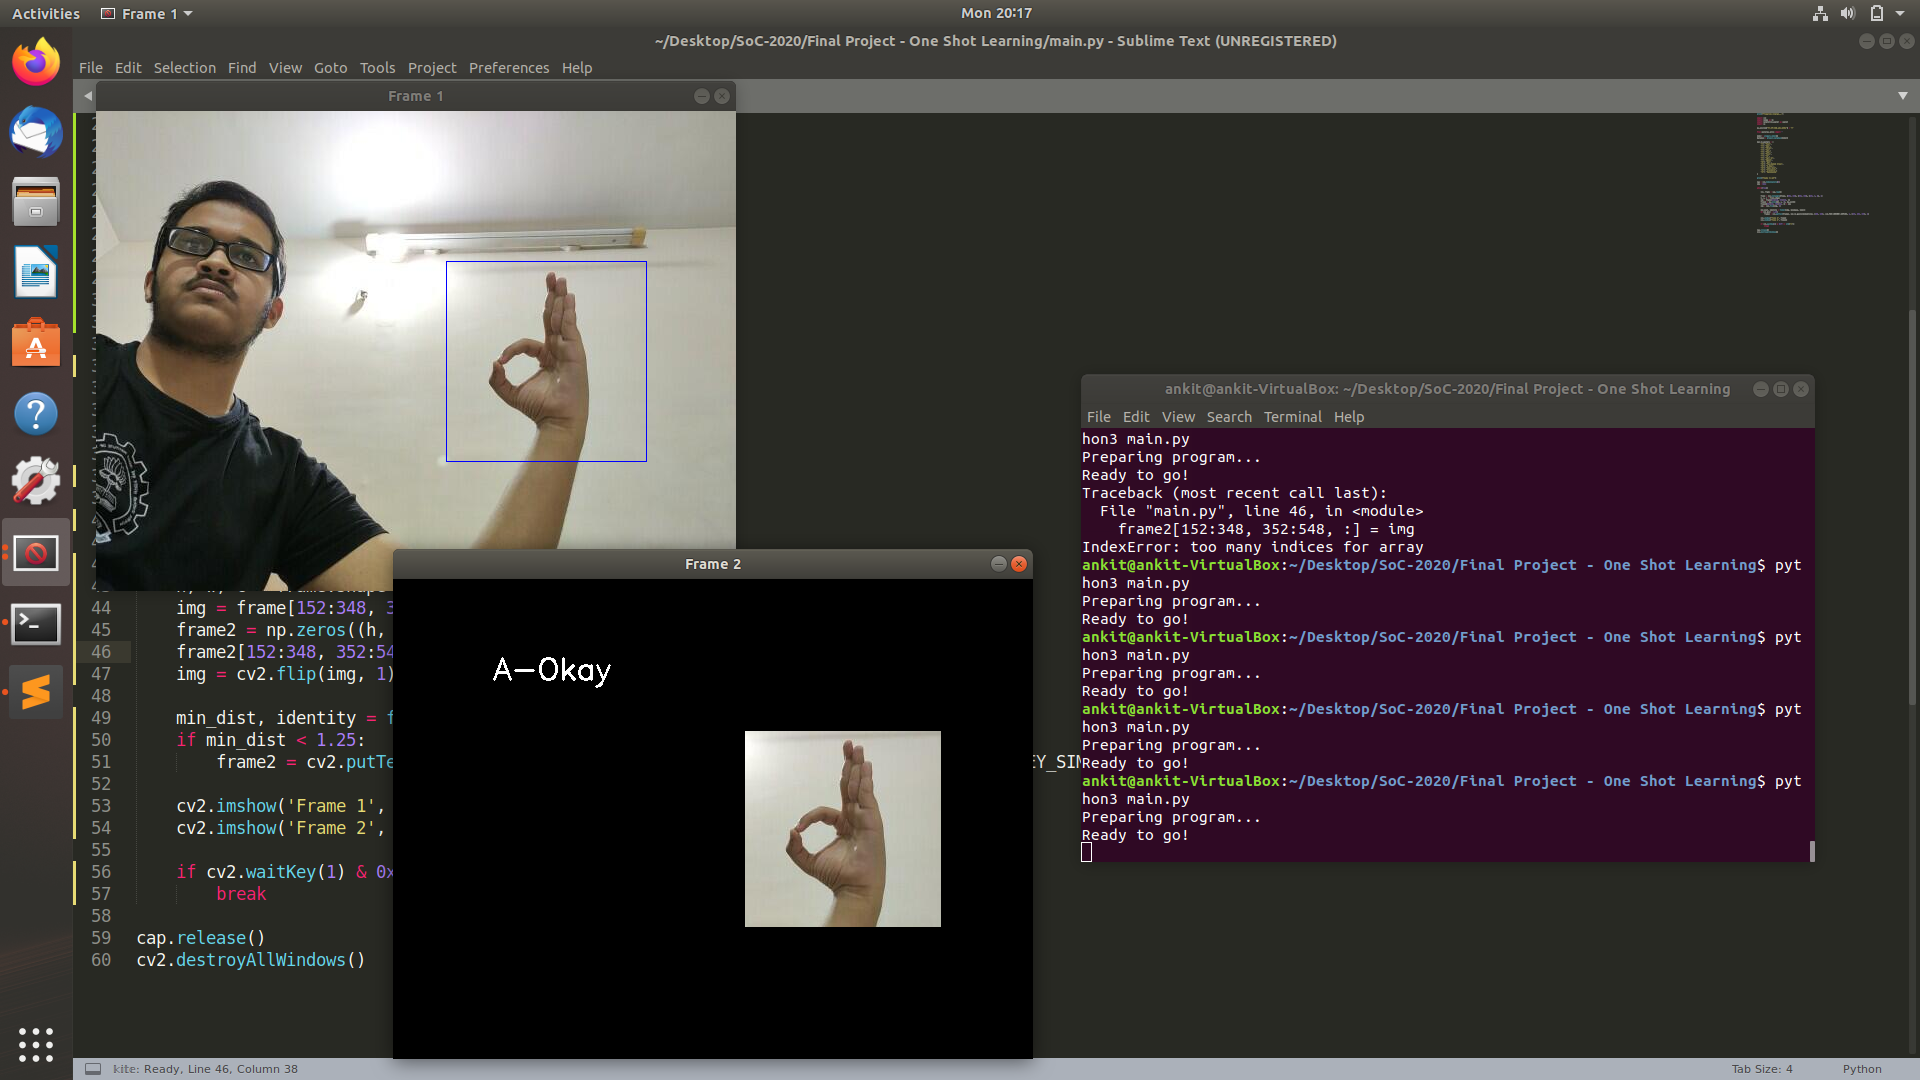 Activities
Frame 1
Mon 20:17
~/Desktop/SoC-2020/Final Project - One Shot Learning/main.py - Sublime Text (UNREGISTERED)
File Edit Selection Find View Goto Tools Project Preferences Help
Frame 1
44 img = frame[152:348, 3
45 frame2 = np.zeros((h,
46 frame2[152:348, 352:54
47 img = cv2.flip(img, 1)
48
49 min_dist, identity = f
50 if min_dist < 1.25:
51 frame2 = cv2.putTe
52
53 cv2.imshow('Frame 1',
54 cv2.imshow('Frame 2',
55
56 if cv2.waitKey(1) & 0x
57 break
58
59 cap.release()
60 cv2.destroyAllWindows()
Frame 2
A-Okay
ankit@ankit-VirtualBox: ~/Desktop/SoC-2020/Final Project - One Shot Learning
File Edit View Search Terminal Help
hon3 main.py
Preparing program...
Ready to go!
Traceback (most recent call last):
File "main.py", line 46, in <module>
frame2[152:348, 352:548, :] = img
IndexError: too many indices for array
ankit@ankit-VirtualBox:~/Desktop/SoC-2020/Final Project - One Shot Learning$ pyt
hon3 main.py
Preparing program...
Ready to go!
ankit@ankit-VirtualBox:~/Desktop/SoC-2020/Final Project - One Shot Learning$ pyt
hon3 main.py
Preparing program...
Ready to go!
ankit@ankit-VirtualBox:~/Desktop/SoC-2020/Final Project - One Shot Learning$ pyt
hon3 main.py
Preparing program...
Ready to go!
ankit@ankit-VirtualBox:~/Desktop/SoC-2020/Final Project - One Shot Learning$ pyt
hon3 main.py
Preparing program...
Ready to go!
kite: Ready, Line 46, Column 38
Tab Size: 4
Python